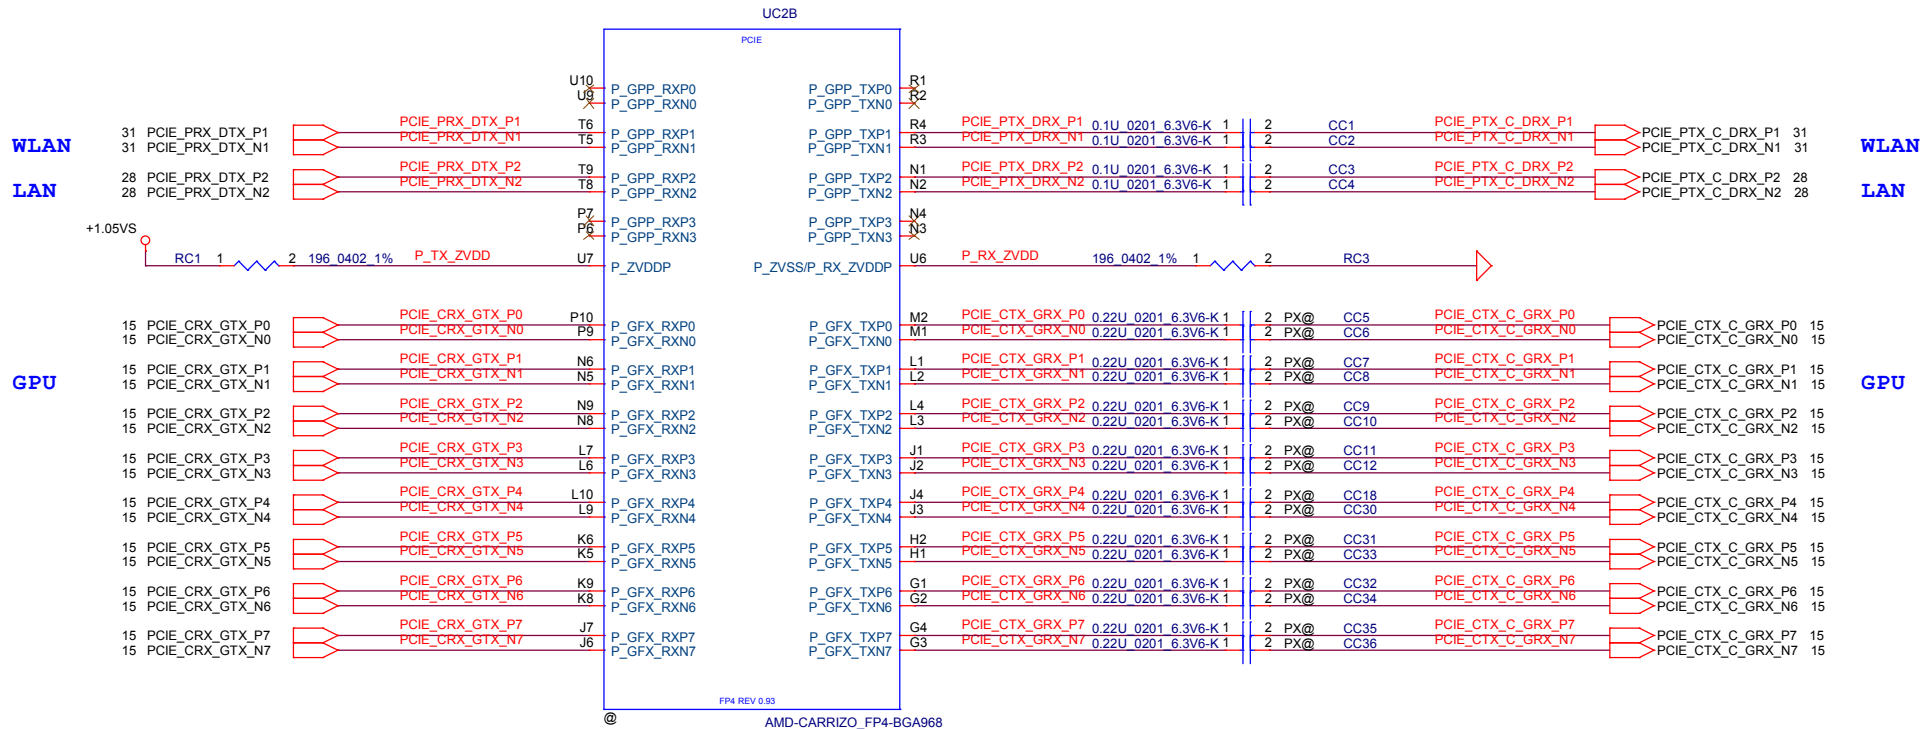 UC2B
PCIE
U10 P_GPP_RXP0 P_GPP_TXP0 R1
U9 P_GPP_RXN0 P_GPP_TXN0 R2
WLAN
31 PCIE_PRX_DTX_P1 PCIE_PRX_DTX_P1 T6 P_GPP_RXP1 P_GPP_TXP1 R4 PCIE_PTX_DRX_P1 0.1U_0201_6.3V6-K 1 2 CC1 PCIE_PTX_C_DRX_P1 PCIE_PTX_C_DRX_P1 31
31 PCIE_PRX_DTX_N1 PCIE_PRX_DTX_N1 T5 P_GPP_RXN1 P_GPP_TXN1 R3 PCIE_PTX_DRX_N1 0.1U_0201_6.3V6-K 1 2 CC2 PCIE_PTX_C_DRX_N1 PCIE_PTX_C_DRX_N1 31
WLAN
LAN
28 PCIE_PRX_DTX_P2 PCIE_PRX_DTX_P2 T9 P_GPP_RXP2 P_GPP_TXP2 N1 PCIE_PTX_DRX_P2 0.1U_0201_6.3V6-K 1 2 CC3 PCIE_PTX_C_DRX_P2 PCIE_PTX_C_DRX_P2 28
28 PCIE_PRX_DTX_N2 PCIE_PRX_DTX_N2 T8 P_GPP_RXN2 P_GPP_TXN2 N2 PCIE_PTX_DRX_N2 0.1U_0201_6.3V6-K 1 2 CC4 PCIE_PTX_C_DRX_N2 PCIE_PTX_C_DRX_N2 28
LAN
P7 P_GPP_RXP3 P_GPP_TXP3 N4
P6 P_GPP_RXN3 P_GPP_TXN3 N3
+1.05VS
RC1 1 2 196_0402_1% P_TX_ZVDD U7 P_ZVDDP P_ZVSS/P_RX_ZVDDP U6 P_RX_ZVDD 196_0402_1% 1 2 RC3
15 PCIE_CRX_GTX_P0 PCIE_CRX_GTX_P0 P10 P_GFX_RXP0 P_GFX_TXP0 M2 PCIE_CTX_GRX_P0 0.22U_0201_6.3V6-K 1 2 PX@ CC5 PCIE_CTX_C_GRX_P0 PCIE_CTX_C_GRX_P0 15
15 PCIE_CRX_GTX_N0 PCIE_CRX_GTX_N0 P9 P_GFX_RXN0 P_GFX_TXN0 M1 PCIE_CTX_GRX_N0 0.22U_0201_6.3V6-K 1 2 PX@ CC6 PCIE_CTX_C_GRX_N0 PCIE_CTX_C_GRX_N0 15
15 PCIE_CRX_GTX_P1 PCIE_CRX_GTX_P1 N6 P_GFX_RXP1 P_GFX_TXP1 L1 PCIE_CTX_GRX_P1 0.22U_0201_6.3V6-K 1 2 PX@ CC7 PCIE_CTX_C_GRX_P1 PCIE_CTX_C_GRX_P1 15
GPU
15 PCIE_CRX_GTX_N1 PCIE_CRX_GTX_N1 N5 P_GFX_RXN1 P_GFX_TXN1 L2 PCIE_CTX_GRX_N1 0.22U_0201_6.3V6-K 1 2 PX@ CC8 PCIE_CTX_C_GRX_N1 PCIE_CTX_C_GRX_N1 15
GPU
15 PCIE_CRX_GTX_P2 PCIE_CRX_GTX_P2 N9 P_GFX_RXP2 P_GFX_TXP2 L4 PCIE_CTX_GRX_P2 0.22U_0201_6.3V6-K 1 2 PX@ CC9 PCIE_CTX_C_GRX_P2 PCIE_CTX_C_GRX_P2 15
15 PCIE_CRX_GTX_N2 PCIE_CRX_GTX_N2 N8 P_GFX_RXN2 P_GFX_TXN2 L3 PCIE_CTX_GRX_N2 0.22U_0201_6.3V6-K 1 2 PX@ CC10 PCIE_CTX_C_GRX_N2 PCIE_CTX_C_GRX_N2 15
15 PCIE_CRX_GTX_P3 PCIE_CRX_GTX_P3 L7 P_GFX_RXP3 P_GFX_TXP3 J1 PCIE_CTX_GRX_P3 0.22U_0201_6.3V6-K 1 2 PX@ CC11 PCIE_CTX_C_GRX_P3 PCIE_CTX_C_GRX_P3 15
15 PCIE_CRX_GTX_N3 PCIE_CRX_GTX_N3 L6 P_GFX_RXN3 P_GFX_TXN3 J2 PCIE_CTX_GRX_N3 0.22U_0201_6.3V6-K 1 2 PX@ CC12 PCIE_CTX_C_GRX_N3 PCIE_CTX_C_GRX_N3 15
15 PCIE_CRX_GTX_P4 PCIE_CRX_GTX_P4 L10 P_GFX_RXP4 P_GFX_TXP4 J4 PCIE_CTX_GRX_P4 0.22U_0201_6.3V6-K 1 2 PX@ CC18 PCIE_CTX_C_GRX_P4 PCIE_CTX_C_GRX_P4 15
15 PCIE_CRX_GTX_N4 PCIE_CRX_GTX_N4 L9 P_GFX_RXN4 P_GFX_TXN4 J3 PCIE_CTX_GRX_N4 0.22U_0201_6.3V6-K 1 2 PX@ CC30 PCIE_CTX_C_GRX_N4 PCIE_CTX_C_GRX_N4 15
15 PCIE_CRX_GTX_P5 PCIE_CRX_GTX_P5 K6 P_GFX_RXP5 P_GFX_TXP5 H2 PCIE_CTX_GRX_P5 0.22U_0201_6.3V6-K 1 2 PX@ CC31 PCIE_CTX_C_GRX_P5 PCIE_CTX_C_GRX_P5 15
15 PCIE_CRX_GTX_N5 PCIE_CRX_GTX_N5 K5 P_GFX_RXN5 P_GFX_TXN5 H1 PCIE_CTX_GRX_N5 0.22U_0201_6.3V6-K 1 2 PX@ CC33 PCIE_CTX_C_GRX_N5 PCIE_CTX_C_GRX_N5 15
15 PCIE_CRX_GTX_P6 PCIE_CRX_GTX_P6 K9 P_GFX_RXP6 P_GFX_TXP6 G1 PCIE_CTX_GRX_P6 0.22U_0201_6.3V6-K 1 2 PX@ CC32 PCIE_CTX_C_GRX_P6 PCIE_CTX_C_GRX_P6 15
15 PCIE_CRX_GTX_N6 PCIE_CRX_GTX_N6 K8 P_GFX_RXN6 P_GFX_TXN6 G2 PCIE_CTX_GRX_N6 0.22U_0201_6.3V6-K 1 2 PX@ CC34 PCIE_CTX_C_GRX_N6 PCIE_CTX_C_GRX_N6 15
15 PCIE_CRX_GTX_P7 PCIE_CRX_GTX_P7 J7 P_GFX_RXP7 P_GFX_TXP7 G4 PCIE_CTX_GRX_P7 0.22U_0201_6.3V6-K 1 2 PX@ CC35 PCIE_CTX_C_GRX_P7 PCIE_CTX_C_GRX_P7 15
15 PCIE_CRX_GTX_N7 PCIE_CRX_GTX_N7 J6 P_GFX_RXN7 P_GFX_TXN7 G3 PCIE_CTX_GRX_N7 0.22U_0201_6.3V6-K 1 2 PX@ CC36 PCIE_CTX_C_GRX_N7 PCIE_CTX_C_GRX_N7 15
FP4 REV 0.93
@ AMD-CARRIZO_FP4-BGA968